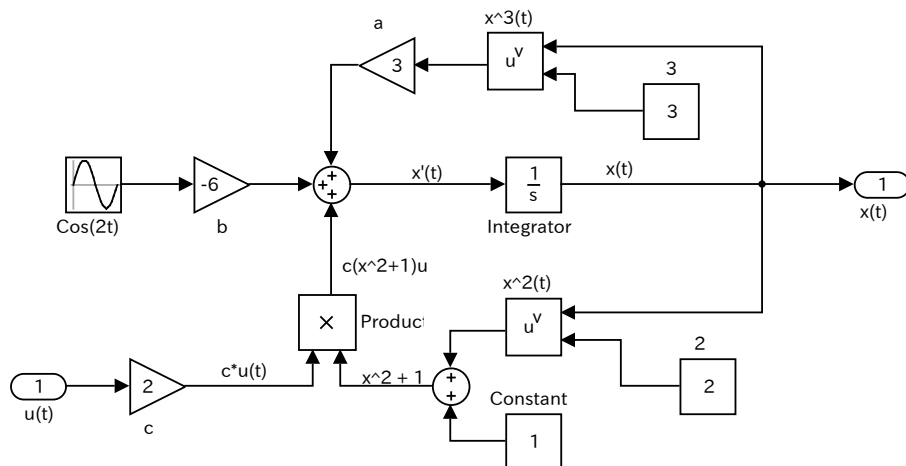 a
x^3(t)
3
u^v
3
3
-6
+
+
+
x'(t)
1
s
x(t)
1
Cos(2t)
b
Integrator
x(t)
c(x^2+1)u
x^2(t)
×
Product
u^v
2
1
u(t)
2
c
c*u(t)
x^2 + 1
+
+
2
Constant
1